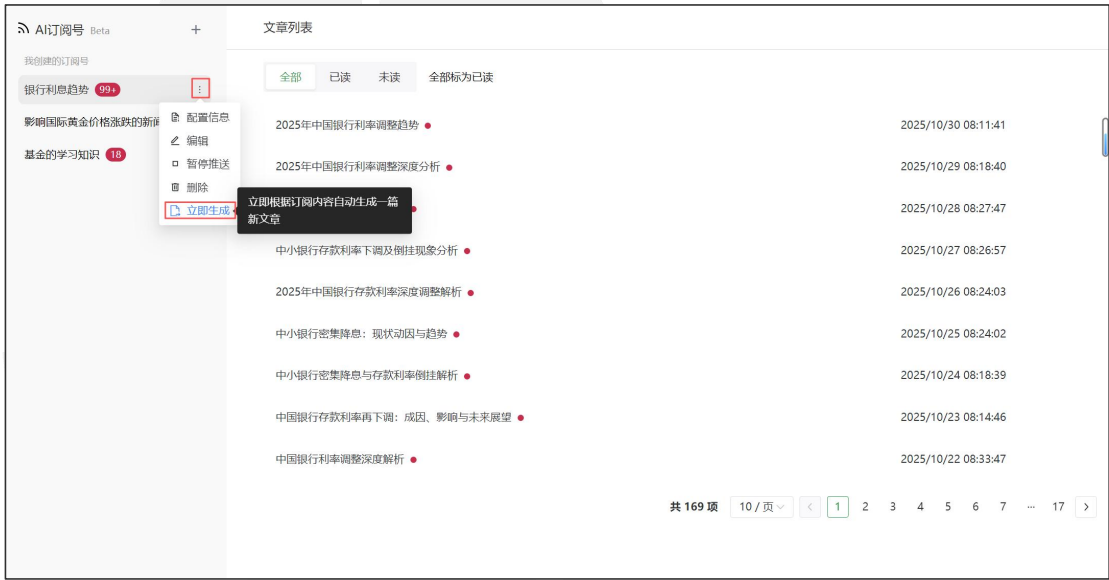 AI订阅号 Beta
+
文章列表
我创建的订阅号
全部 已读 未读 全部标为已读
银行利息趋势 99+
影响国际黄金价格涨跌的新闻
基金的学习知识 18
配置信息
编辑
暂停推送
删除
立即生成
立即根据订阅内容自动生成一篇
新文章
2025年中国银行利率调整趋势 2025/10/30 08:11:41
2025年中国银行利率调整深度分析 2025/10/29 08:18:40
2025/10/28 08:27:47
中小银行存款利率下调及倒挂现象分析 2025/10/27 08:26:57
2025年中国银行存款利率深度调整解析 2025/10/26 08:24:03
中小银行密集降息：现状动因与趋势 2025/10/25 08:24:02
中小银行密集降息与存款利率倒挂解析 2025/10/24 08:18:39
中国银行存款利率再下调：成因、影响与未来展望 2025/10/23 08:14:46
中国银行利率调整深度解析 2025/10/22 08:33:47
共 169 项 10 / 页 < 1 2 3 4 5 6 7 ··· 17 >